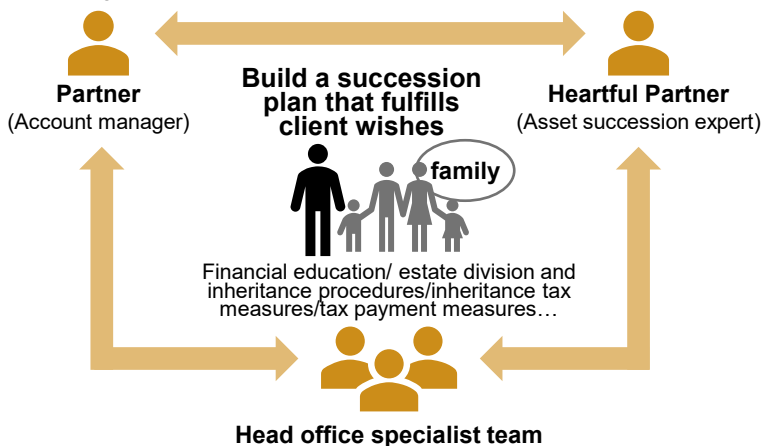 Partner
(Account manager)
Build a succession
plan that fulfills
client wishes
Heartful Partner
(Asset succession expert)
family
Financial education/ estate division and
inheritance procedures/inheritance tax
measures/tax payment measures…
Head office specialist team